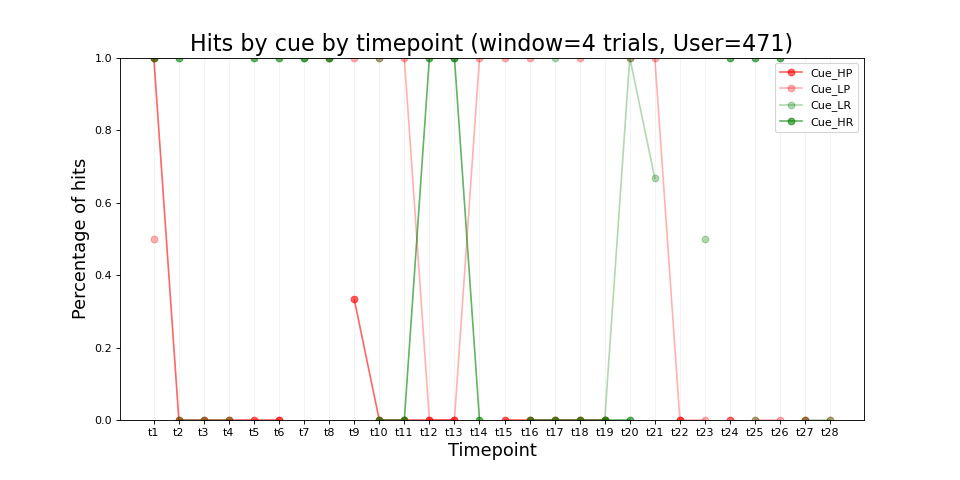 Hits by cue by timepoint (window=4 trials, User=471)
Cue_HP
Cue_LP
Cue_LR
Cue_HR
Percentage of hits
1.0
0.8
0.6
0.4
0.2
0.0
t1 t2 t3 t4 t5 t6 t7 t8 t9 t10 t11 t12 t13 t14 t15 t16 t17 t18 t19 t20 t21 t22 t23 t24 t25 t26 t27 t28
Timepoint